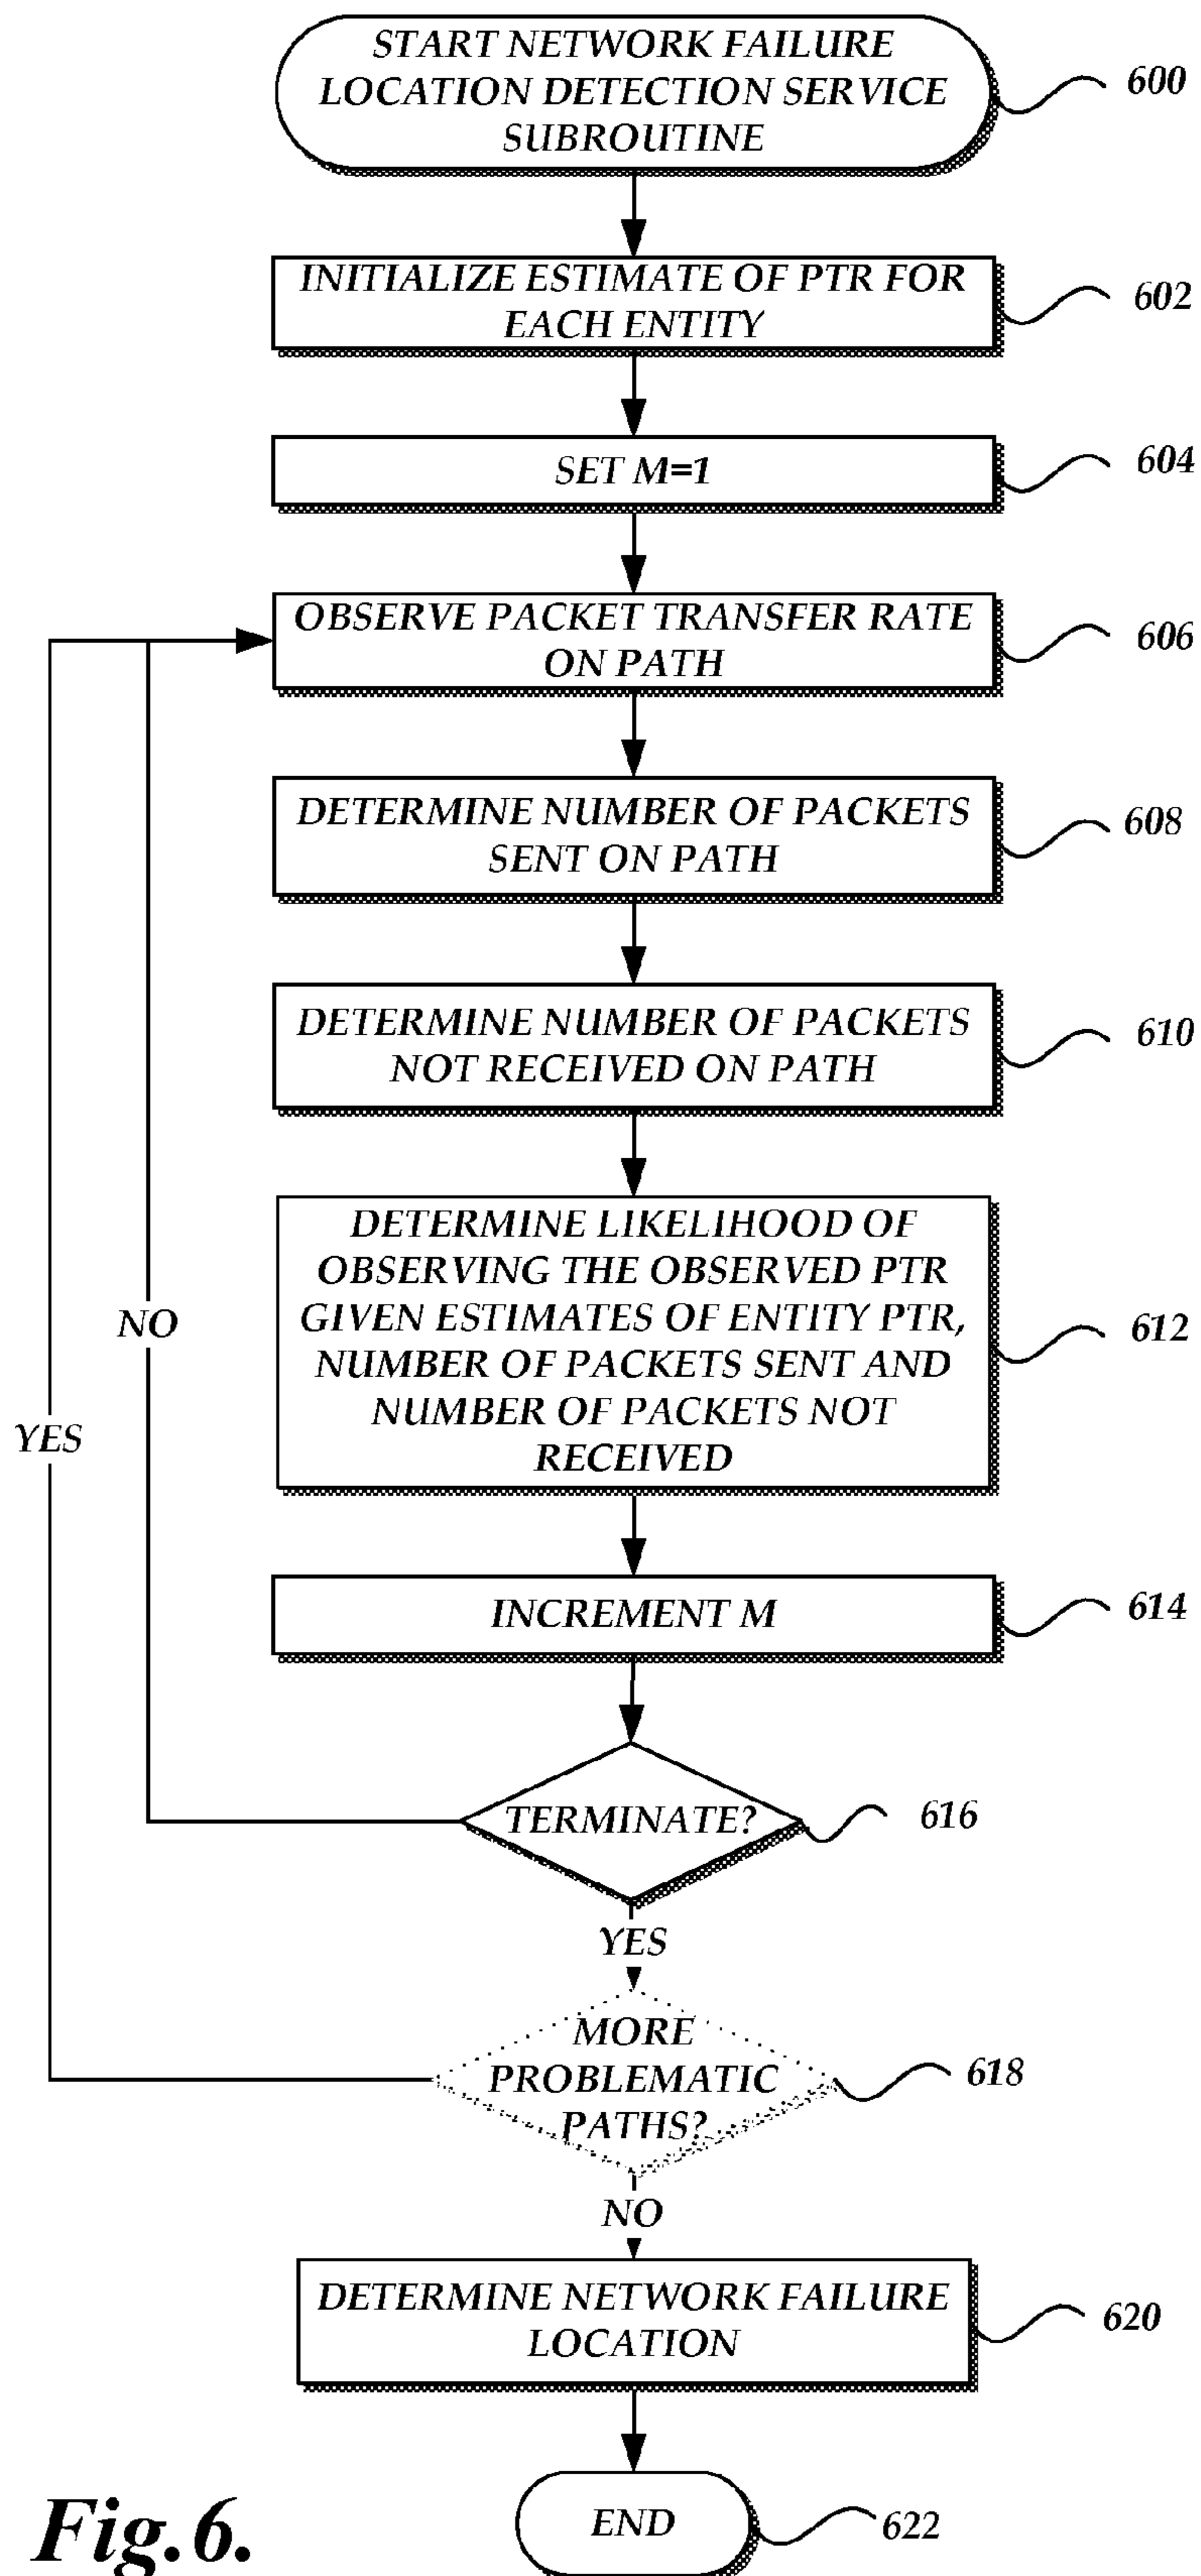 START NETWORK FAILURE
LOCATION DETECTION SERVICE
SUBROUTINE
600
INITIALIZE ESTIMATE OF PTR FOR
EACH ENTITY
602
SET M=1
604
OBSERVE PACKET TRANSFER RATE
ON PATH
606
DETERMINE NUMBER OF PACKETS
SENT ON PATH
608
DETERMINE NUMBER OF PACKETS
NOT RECEIVED ON PATH
610
DETERMINE LIKELIHOOD OF
OBSERVING THE OBSERVED PTR
GIVEN ESTIMATES OF ENTITY PTR,
NUMBER OF PACKETS SENT AND
NUMBER OF PACKETS NOT
RECEIVED
612
NO
YES
INCREMENT M
614
TERMINATE?
616
YES
MORE
PROBLEMATIC
PATHS?
618
NO
DETERMINE NETWORK FAILURE
LOCATION
620
END
622
Fig.6.